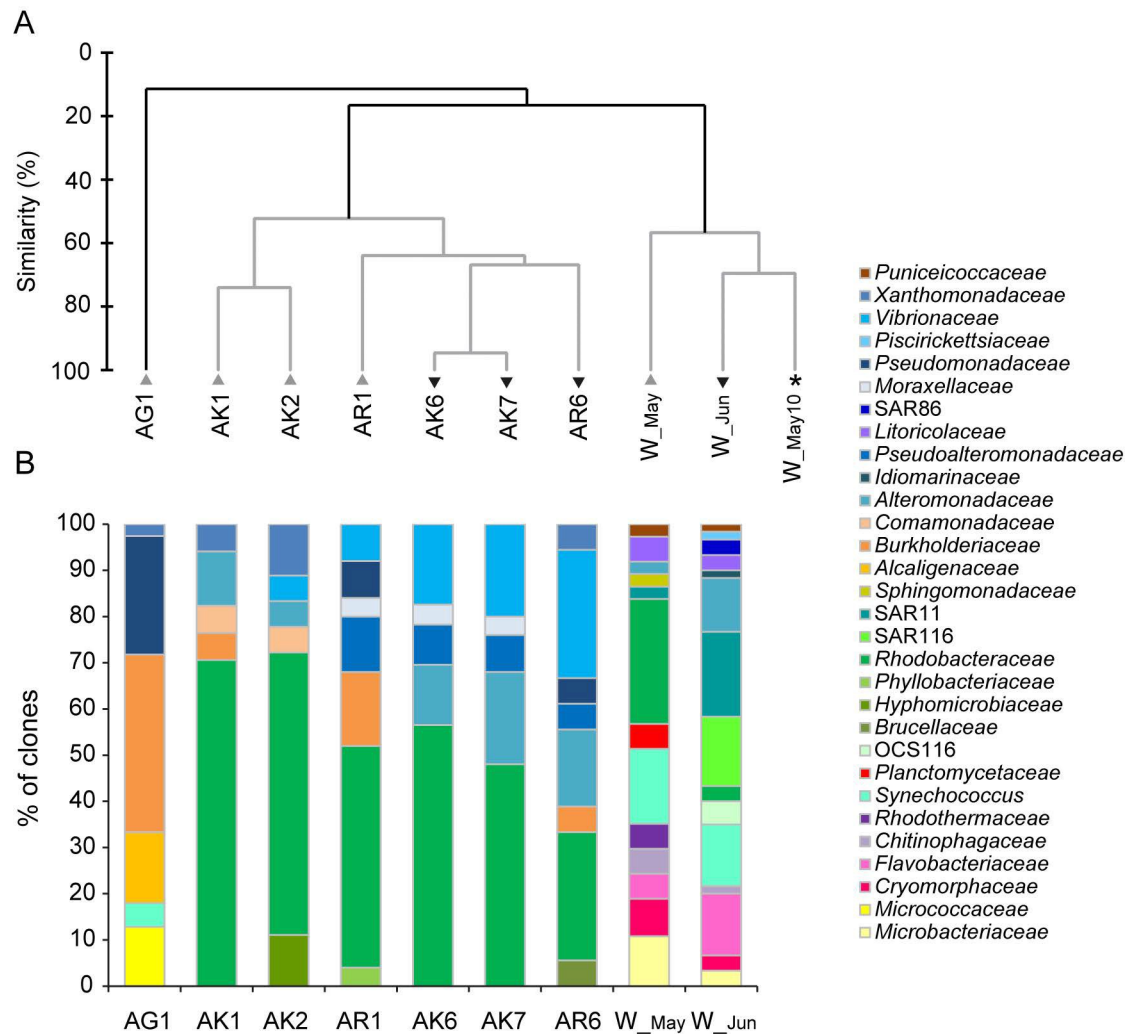 A
Similarity (%)
0
20
40
60
80
100
AG1
AK1
AK2
AR1
AK6
AK7
AR6
W_May
W_Jun
W_May10
*
B
% of clones
100
90
80
70
60
50
40
30
20
10
0
AG1 AK1 AK2 AR1 AK6 AK7 AR6 W_May W_Jun
Puniceicoccaceae
Xanthomonadaceae
Vibrionaceae
Piscirickettsiaceae
Pseudomonadaceae
Moraxellaceae
SAR86
Litoricolaceae
Pseudoalteromonadaceae
Idiomarinaceae
Alteromonadaceae
Comamonadaceae
Burkholderiaceae
Alcaligenaceae
Sphingomonadaceae
SAR11
SAR116
Rhodobacteraceae
Phyllobacteriaceae
Hyphomicrobiaceae
Brucellaceae
OCS116
Planctomycetaceae
Synechococcus
Rhodothermaceae
Chitinophagaceae
Flavobacteriaceae
Cryomorphaceae
Micrococcaceae
Microbacteriaceae